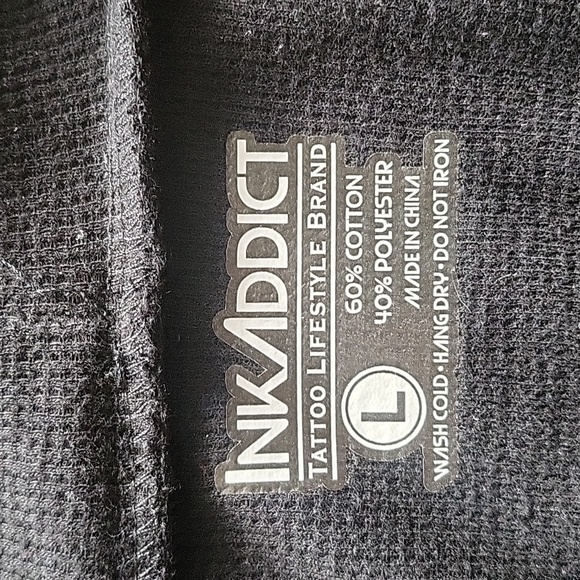 INKADDICT
TATTOO LIFESTYLE BRAND
L
60% COTTON
40% POLYESTER
MADE IN CHINA
WASH COLD • HANG DRY • DO NOT IRON